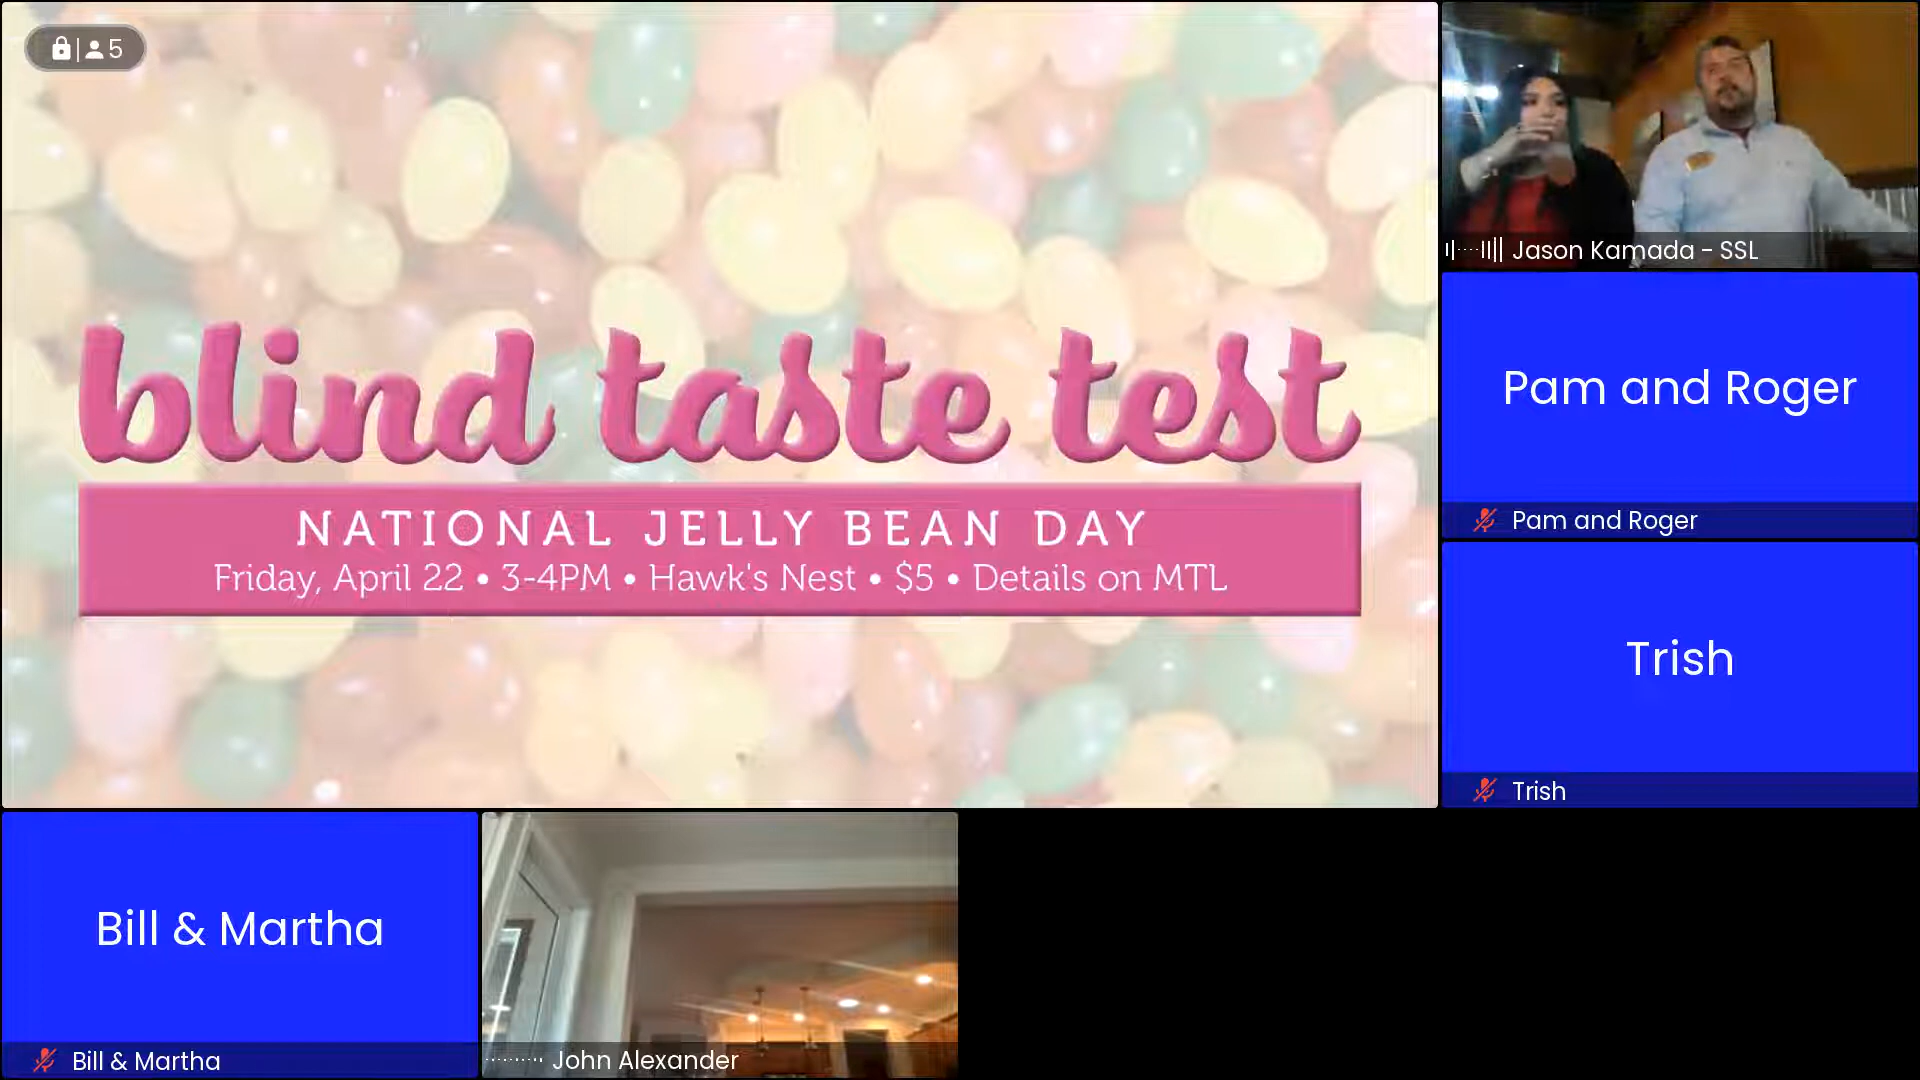 5
blind taste test
NATIONAL JELLY BEAN DAY
Friday, April 22 • 3-4PM • Hawk's Nest • $5 • Details on MTL
Jason Kamada - SSL
Pam and Roger
Pam and Roger
Trish
Trish
Bill & Martha
Bill & Martha
John Alexander